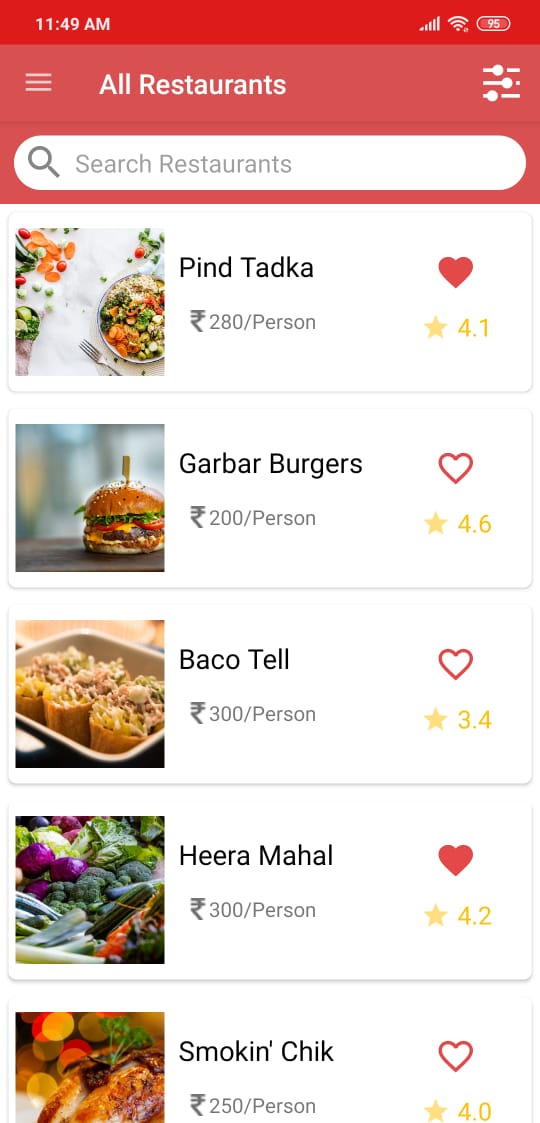 11:49 AM 95
All Restaurants
Search Restaurants
Pind Tadka
₹280/Person
4.1
Garbar Burgers
₹200/Person
4.6
Baco Tell
₹300/Person
3.4
Heera Mahal
₹300/Person
4.2
Smokin' Chik
₹250/Person
4.0